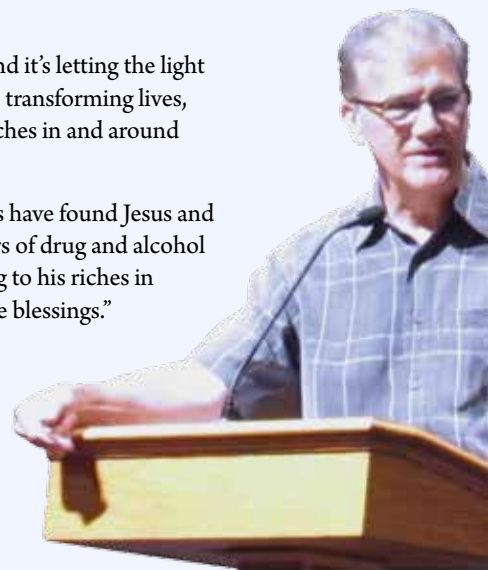 nd it’s letting the light
transforming lives,
ches in and around
s have found Jesus and
rs of drug and alcohol
g to his riches in
e blessings.”